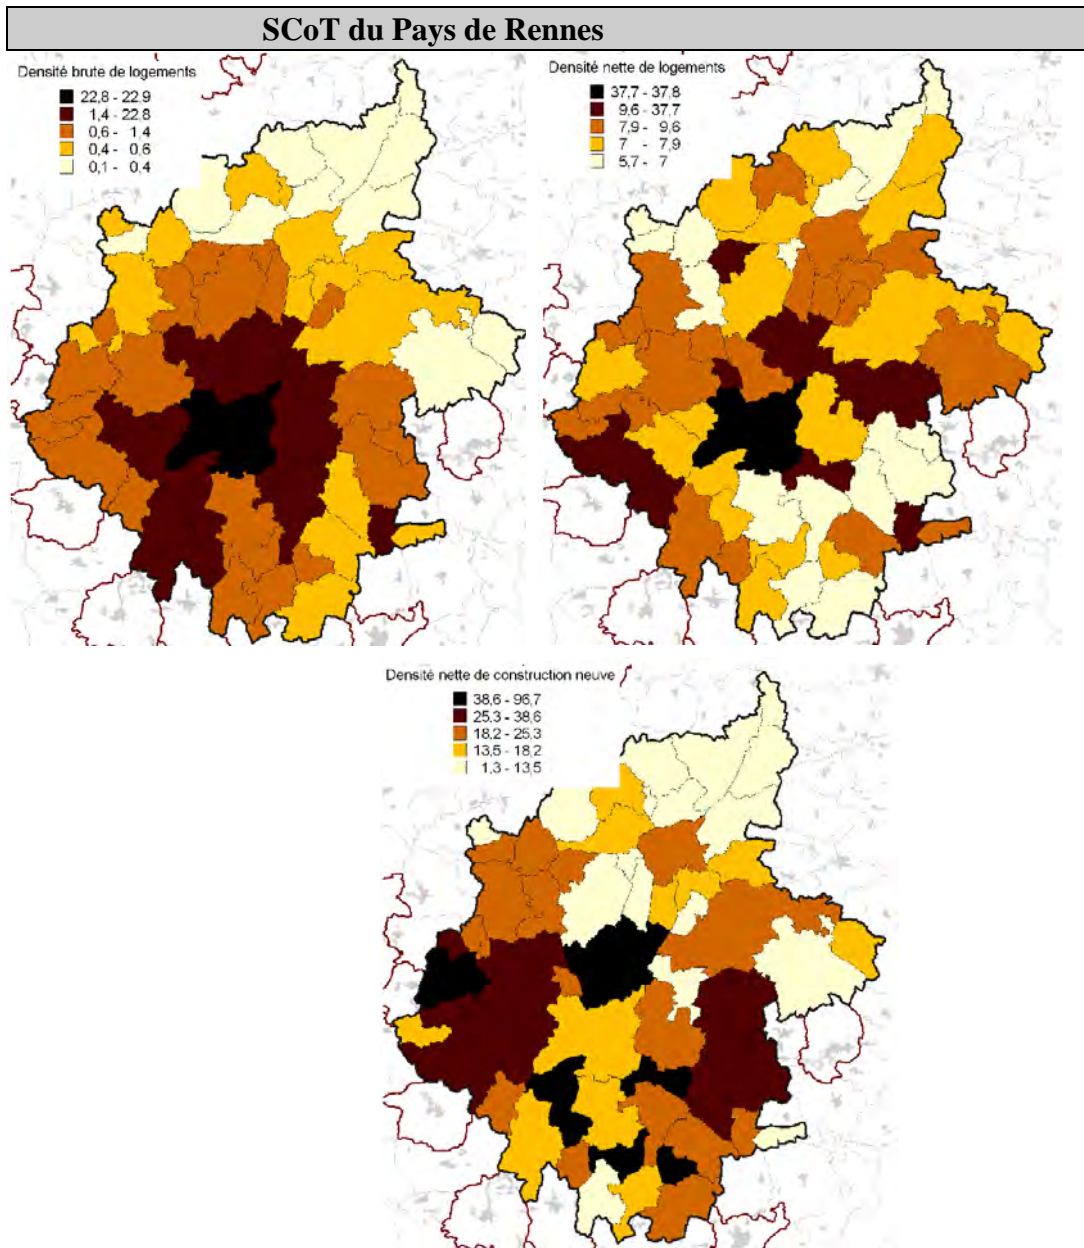 SCoT du Pays de Rennes
Densité brute de logements
22,8 - 22,9
1,4 - 22,8
0,6 - 1,4
0,4 - 0,6
0,1 - 0,4
Densité nette de logements
37,7 - 37,8
9,6 - 37,7
7,9 - 9,6
7 - 7,9
5,7 - 7
Densité nette de construction neuve
38,6 - 96,7
25,3 - 38,6
18,2 - 25,3
13,5 - 18,2
1,3 - 13,5